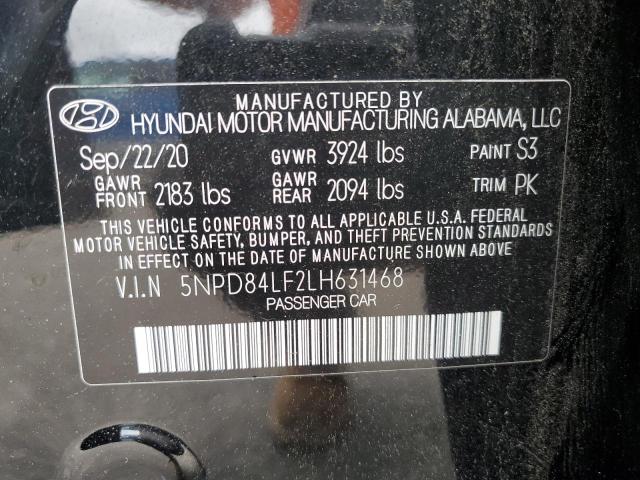 MANUFACTURED BY
HYUNDAI MOTOR MANUFACTURING ALABAMA, LLC
Sep/22/20 GVWR 3924 lbs PAINT S3
GAWR FRONT 2183 lbs GAWR REAR 2094 lbs TRIM PK
THIS VEHICLE CONFORMS TO ALL APPLICABLE U.S.A. FEDERAL
MOTOR VEHICLE SAFETY, BUMPER, AND THEFT PREVENTION STANDARDS
IN EFFECT ON THE DATE OF MANUFACTURE SHOWN ABOVE.
V.I.N 5NPD84LF2LH631468
PASSENGER CAR